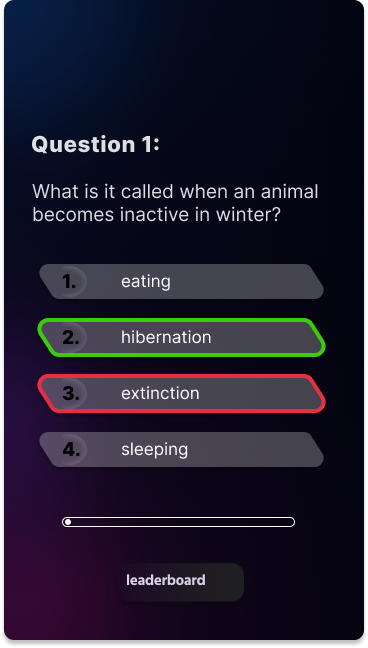 Question 1:
What is it called when an animal
becomes inactive in winter?
1. eating
2. hibernation
3. extinction
4. sleeping
leaderboard